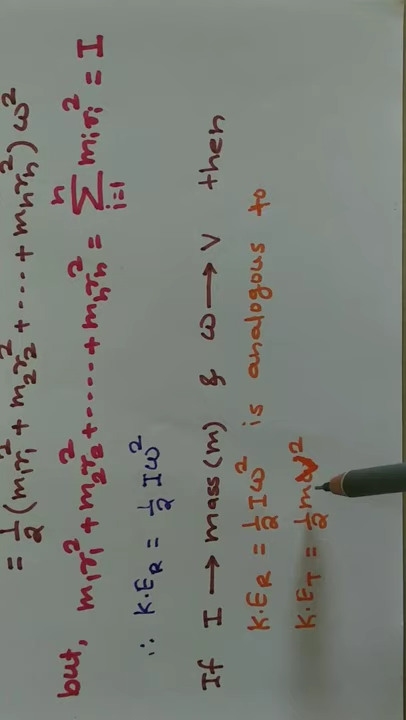 = 1/2 (m₁r₁² + m₂r₂² + ... + mₙrₙ²) ω²
but, m₁r₁² + m₂r₂² + .... + mₙrₙ² = Σᵢ₌₁ⁿ mᵢrᵢ² = I
∴ K.E_R = 1/2 Iω²
If I → mass(m) & ω → v then
K.E_R = 1/2 Iω² is analogous to
K.E_T = 1/2 mv²